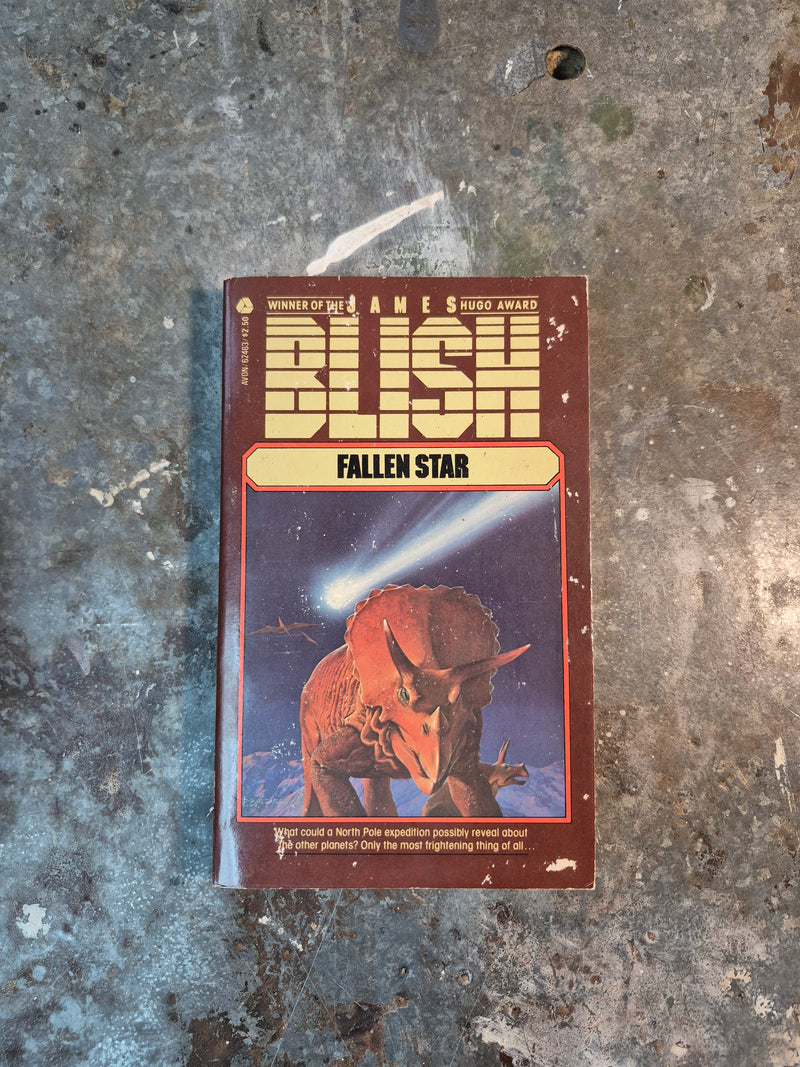 WINNER OF THE JAMES HUGO AWARD
BLISH
AVON/62463/$2.50
FALLEN STAR
What could a North Pole expedition possibly reveal about
the other planets? Only the most frightening thing of all...